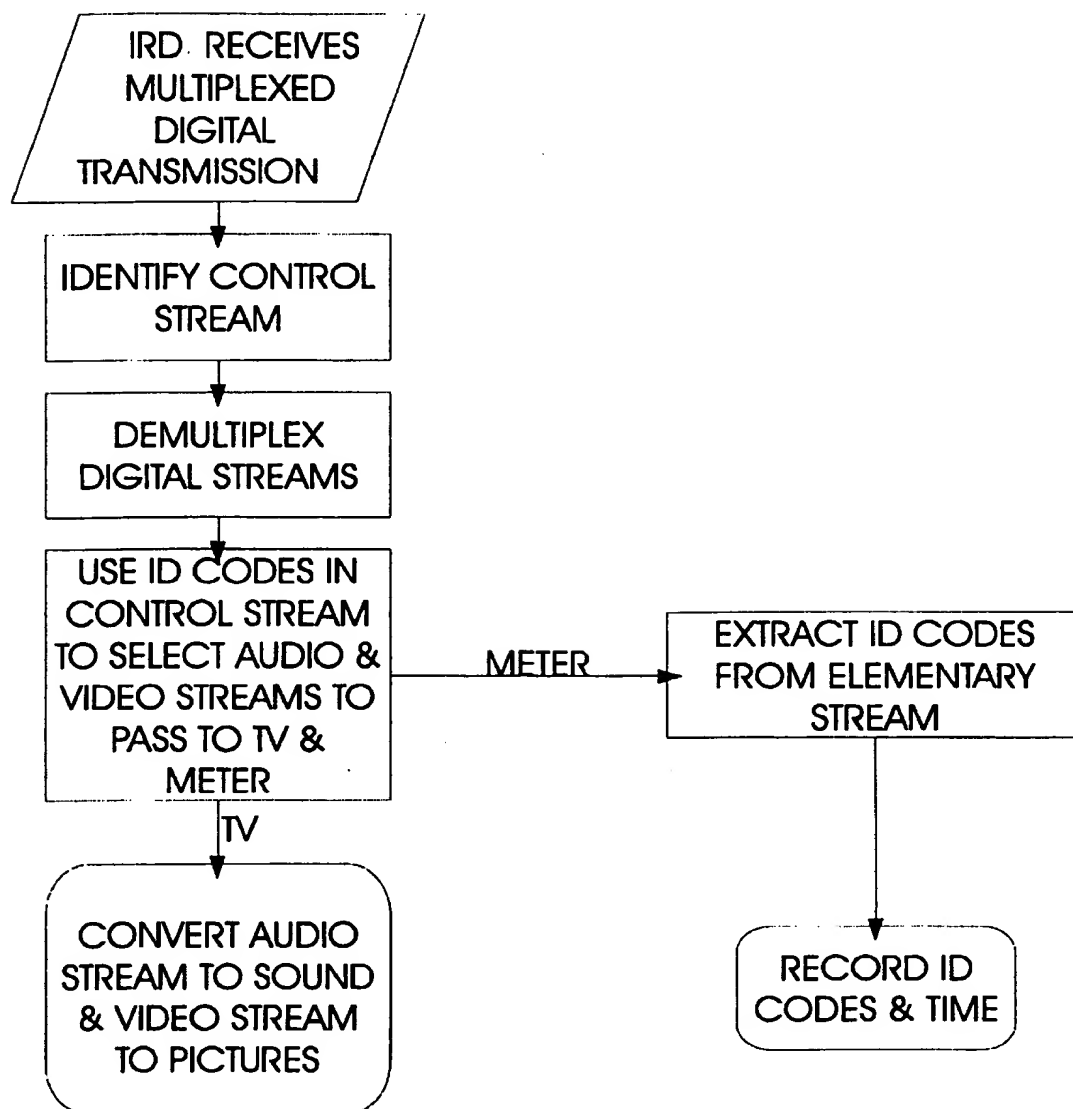 IRD RECEIVES
MULTIPLEXED
DIGITAL
TRANSMISSION
IDENTIFY CONTROL
STREAM
DEMULTIPLEX
DIGITAL STREAMS
USE ID CODES IN
CONTROL STREAM
TO SELECT AUDIO &
VIDEO STREAMS TO
PASS TO TV &
METER
METER
EXTRACT ID CODES
FROM ELEMENTARY
STREAM
TV
CONVERT AUDIO
STREAM TO SOUND
& VIDEO STREAM
TO PICTURES
RECORD ID
CODES & TIME